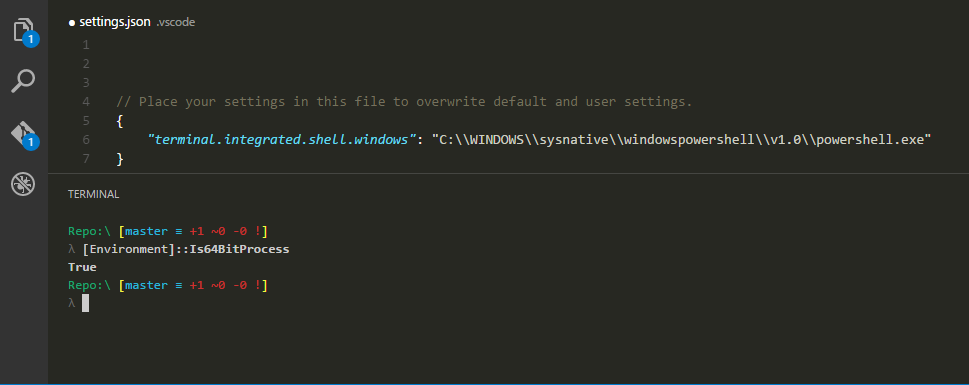 ● settings.json .vscode
1
1
2
3
4 // Place your settings in this file to overwrite default and user settings.
5 {
6 "terminal.integrated.shell.windows": "C:\\WINDOWS\\sysnative\\windowspowershell\\v1.0\\powershell.exe"
7 }
1
TERMINAL
Repo:\ [master ≡ +1 ~0 -0 !]
λ [Environment]::Is64BitProcess
True
Repo:\ [master ≡ +1 ~0 -0 !]
λ